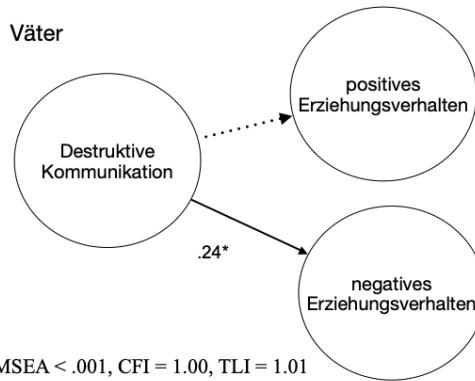 Väter
positives
Erziehungsverhalten
Destruktive
Kommunikation
.24*
negatives
Erziehungsverhalten
MSEA < .001, CFI = 1.00, TLI = 1.01